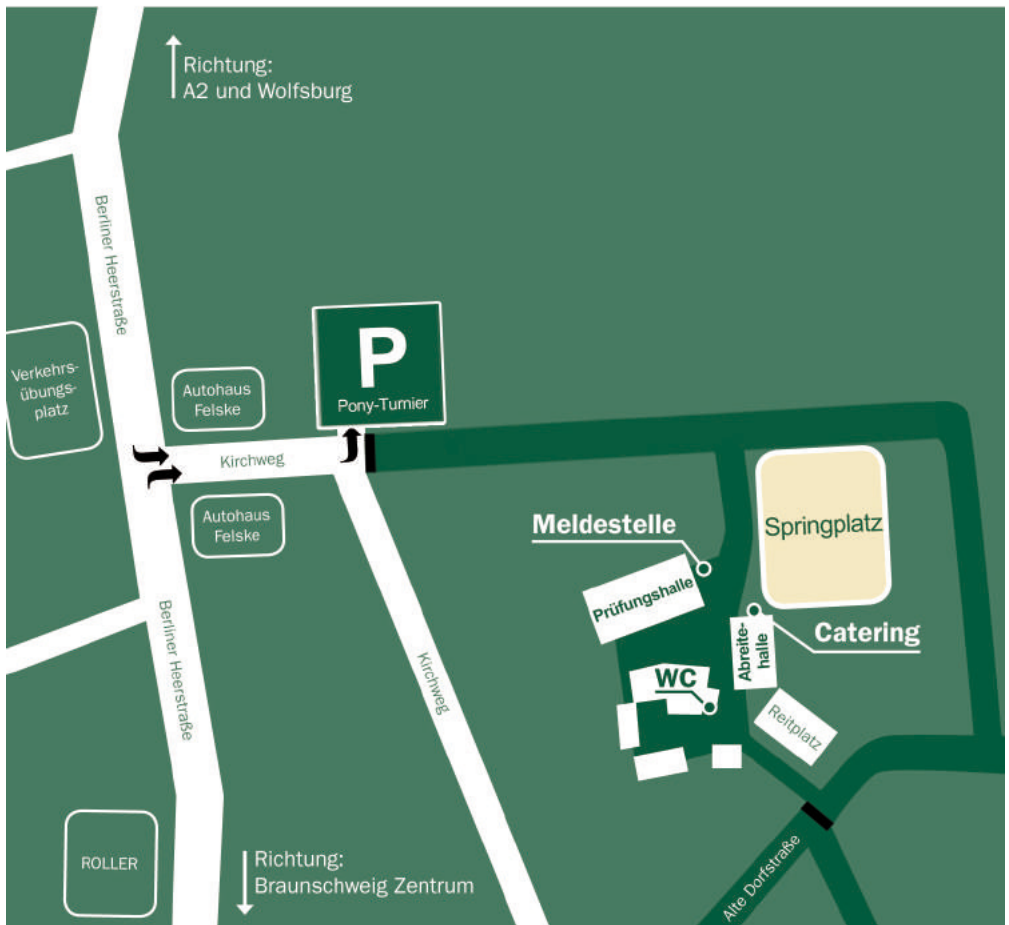 Richtung:
A2 und Wolfsburg
Berliner Heerstraße
Verkehrs-
übungs-
platz
Autohaus
Felske
P
Pony-Turnier
Kirchweg
Autohaus
Felske
Springplatz
Meldestelle
Prüfungshalle
Catering
Abreite-
halle
WC
Reitplatz
Berliner Heerstraße
Kirchweg
ROLLER
Richtung:
Braunschweig Zentrum
Alte Dorfstraße